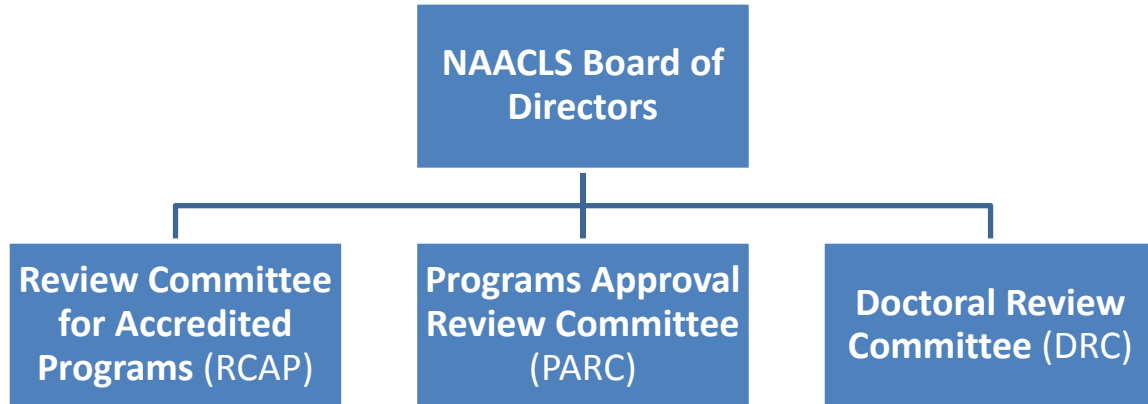 NAACLS Board of
Directors
Review Committee
for Accredited
Programs (RCAP)
Programs Approval
Review Committee
(PARC)
Doctoral Review
Committee (DRC)